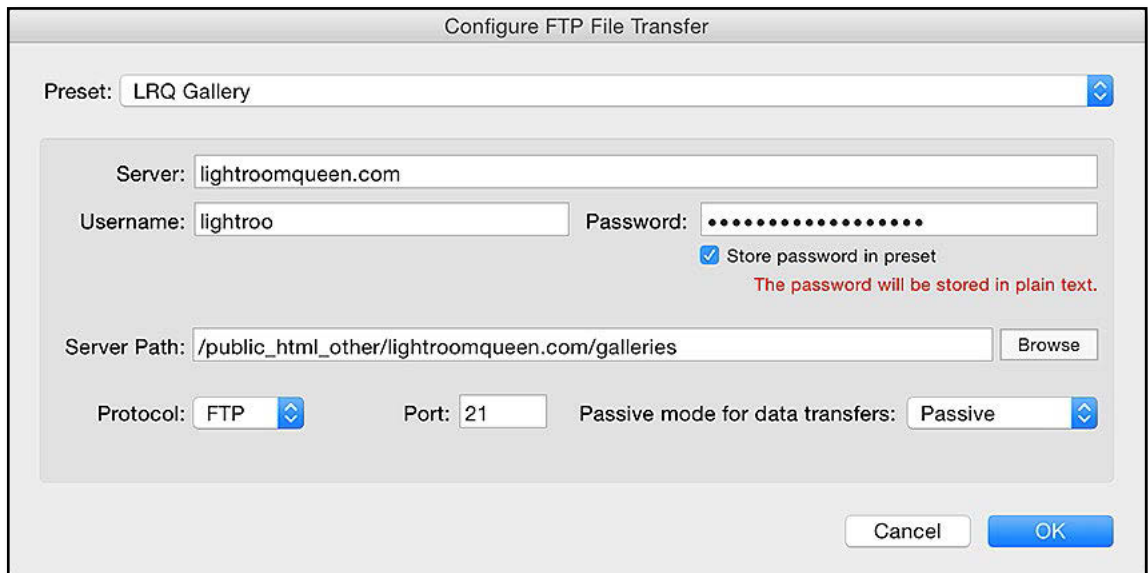 Configure FTP File Transfer
Preset: LRQ Gallery
Server: lightroomqueen.com
Username: lightroo Password: ••••••••••••••••••
Store password in preset
The password will be stored in plain text.
Server Path: /public_html_other/lightroomqueen.com/galleries Browse
Protocol: FTP Port: 21 Passive mode for data transfers: Passive
Cancel OK